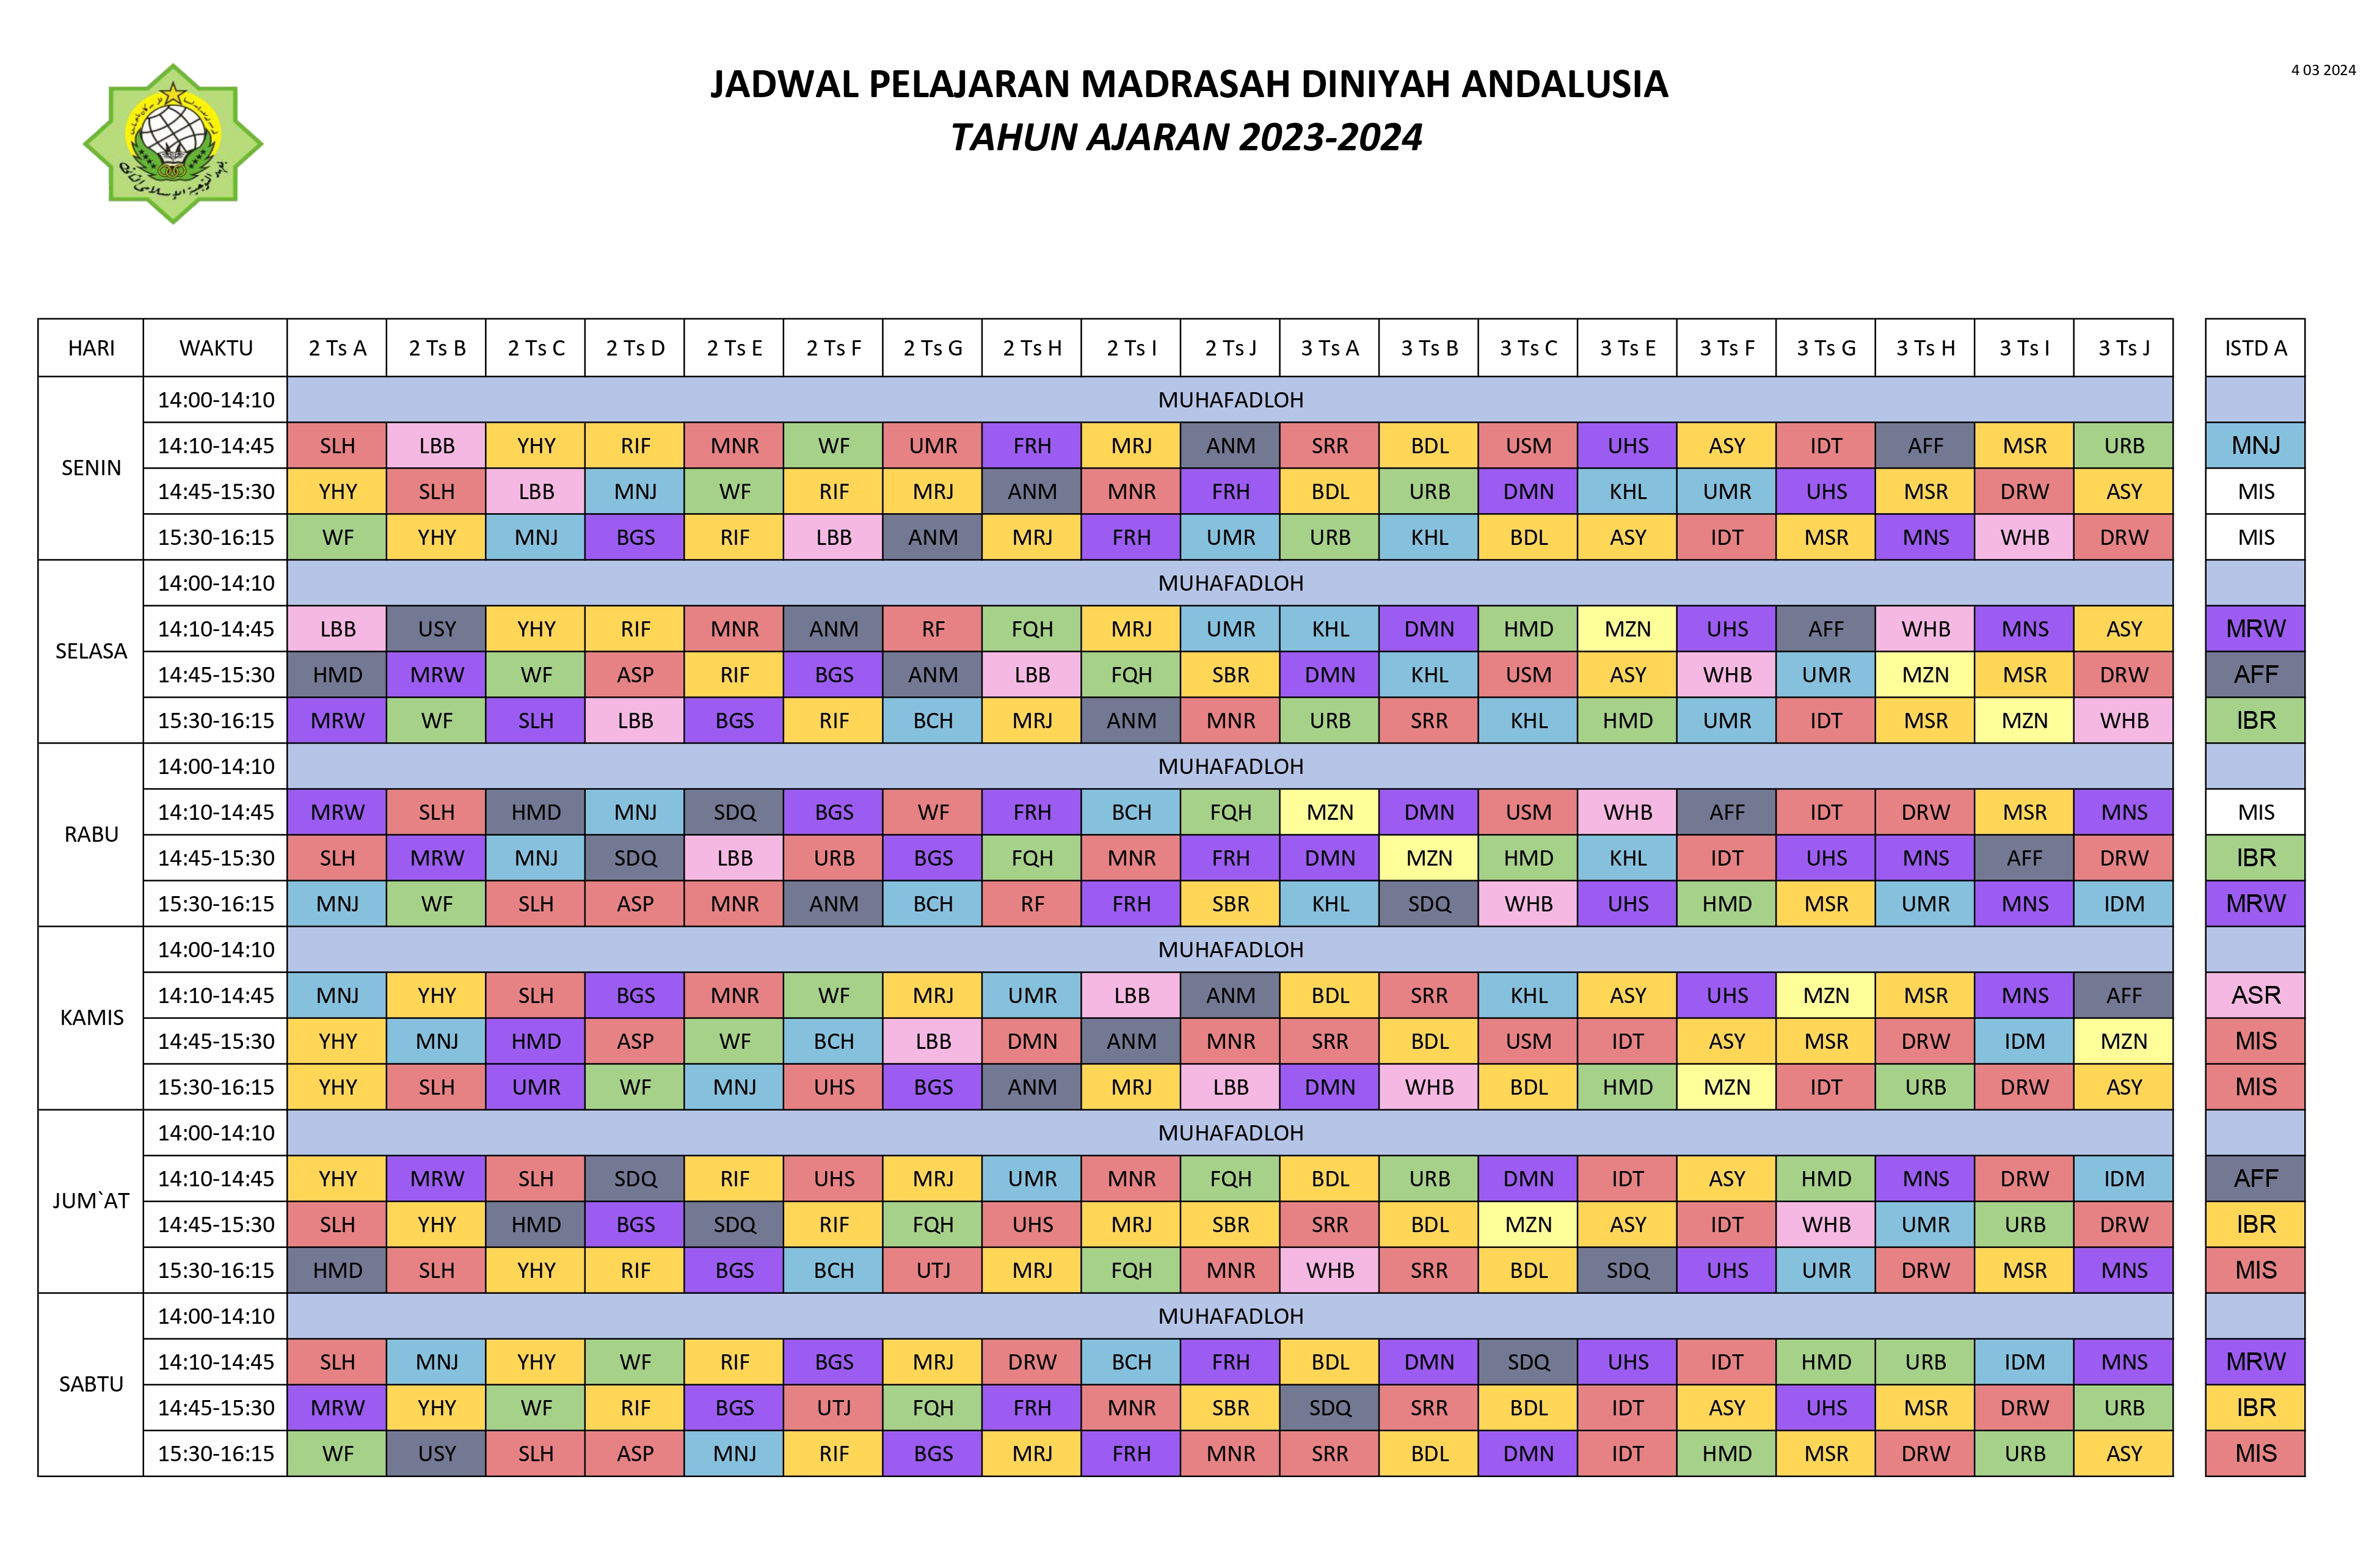 4 03 2024
JADWAL PELAJARAN MADRASAH DINIYAH ANDALUSIA
TAHUN AJARAN 2023-2024
HARI WAKTU 2 Ts A 2 Ts B 2 Ts C 2 Ts D 2 Ts E 2 Ts F 2 Ts G 2 Ts H 2 Ts I 2 Ts J 3 Ts A 3 Ts B 3 Ts C 3 Ts E 3 Ts F 3 Ts G 3 Ts H 3 Ts I 3 Ts J ISTD A
SENIN
14:00-14:10 MUHAFADLOH
14:10-14:45 SLH LBB YHY RIF MNR WF UMR FRH MRJ ANM SRR BDL USM UHS ASY IDT AFF MSR URB MNJ
14:45-15:30 YHY SLH LBB MNJ WF RIF MRJ ANM MNR FRH BDL URB DMN KHL UMR UHS MSR DRW ASY MIS
15:30-16:15 WF YHY MNJ BGS RIF LBB ANM MRJ FRH UMR URB KHL BDL ASY IDT MSR MNS WHB DRW MIS
SELASA
14:00-14:10 MUHAFADLOH
14:10-14:45 LBB USY YHY RIF MNR ANM RF FQH MRJ UMR KHL DMN HMD MZN UHS AFF WHB MNS ASY MRW
14:45-15:30 HMD MRW WF ASP RIF BGS ANM LBB FQH SBR DMN KHL USM ASY WHB UMR MZN MSR DRW AFF
15:30-16:15 MRW WF SLH LBB BGS RIF BCH MRJ ANM MNR URB SRR KHL HMD UMR IDT MSR MZN WHB IBR
RABU
14:00-14:10 MUHAFADLOH
14:10-14:45 MRW SLH HMD MNJ SDQ BGS WF FRH BCH FQH MZN DMN USM WHB AFF IDT DRW MSR MNS MIS
14:45-15:30 SLH MRW MNJ SDQ LBB URB BGS FQH MNR FRH DMN MZN HMD KHL IDT UHS MNS AFF DRW IBR
15:30-16:15 MNJ WF SLH ASP MNR ANM BCH RF FRH SBR KHL SDQ WHB UHS HMD MSR UMR MNS IDM MRW
KAMIS
14:00-14:10 MUHAFADLOH
14:10-14:45 MNJ YHY SLH BGS MNR WF MRJ UMR LBB ANM BDL SRR KHL ASY UHS MZN MSR MNS AFF ASR
14:45-15:30 YHY MNJ HMD ASP WF BCH LBB DMN ANM MNR SRR BDL USM IDT ASY MSR DRW IDM MZN MIS
15:30-16:15 YHY SLH UMR WF MNJ UHS BGS ANM MRJ LBB DMN WHB BDL HMD MZN IDT URB DRW ASY MIS
JUM`AT
14:00-14:10 MUHAFADLOH
14:10-14:45 YHY MRW SLH SDQ RIF UHS MRJ UMR MNR FQH BDL URB DMN IDT ASY HMD MNS DRW IDM AFF
14:45-15:30 SLH YHY HMD BGS SDQ RIF FQH UHS MRJ SBR SRR BDL MZN ASY IDT WHB UMR URB DRW IBR
15:30-16:15 HMD SLH YHY RIF BGS BCH UTJ MRJ FQH MNR WHB SRR BDL SDQ UHS UMR DRW MSR MNS MIS
SABTU
14:00-14:10 MUHAFADLOH
14:10-14:45 SLH MNJ YHY WF RIF BGS MRJ DRW BCH FRH BDL DMN SDQ UHS IDT HMD URB IDM MNS MRW
14:45-15:30 MRW YHY WF RIF BGS UTJ FQH FRH MNR SBR SDQ SRR BDL IDT ASY UHS MSR DRW URB IBR
15:30-16:15 WF USY SLH ASP MNJ RIF BGS MRJ FRH MNR SRR BDL DMN IDT HMD MSR DRW URB ASY MIS